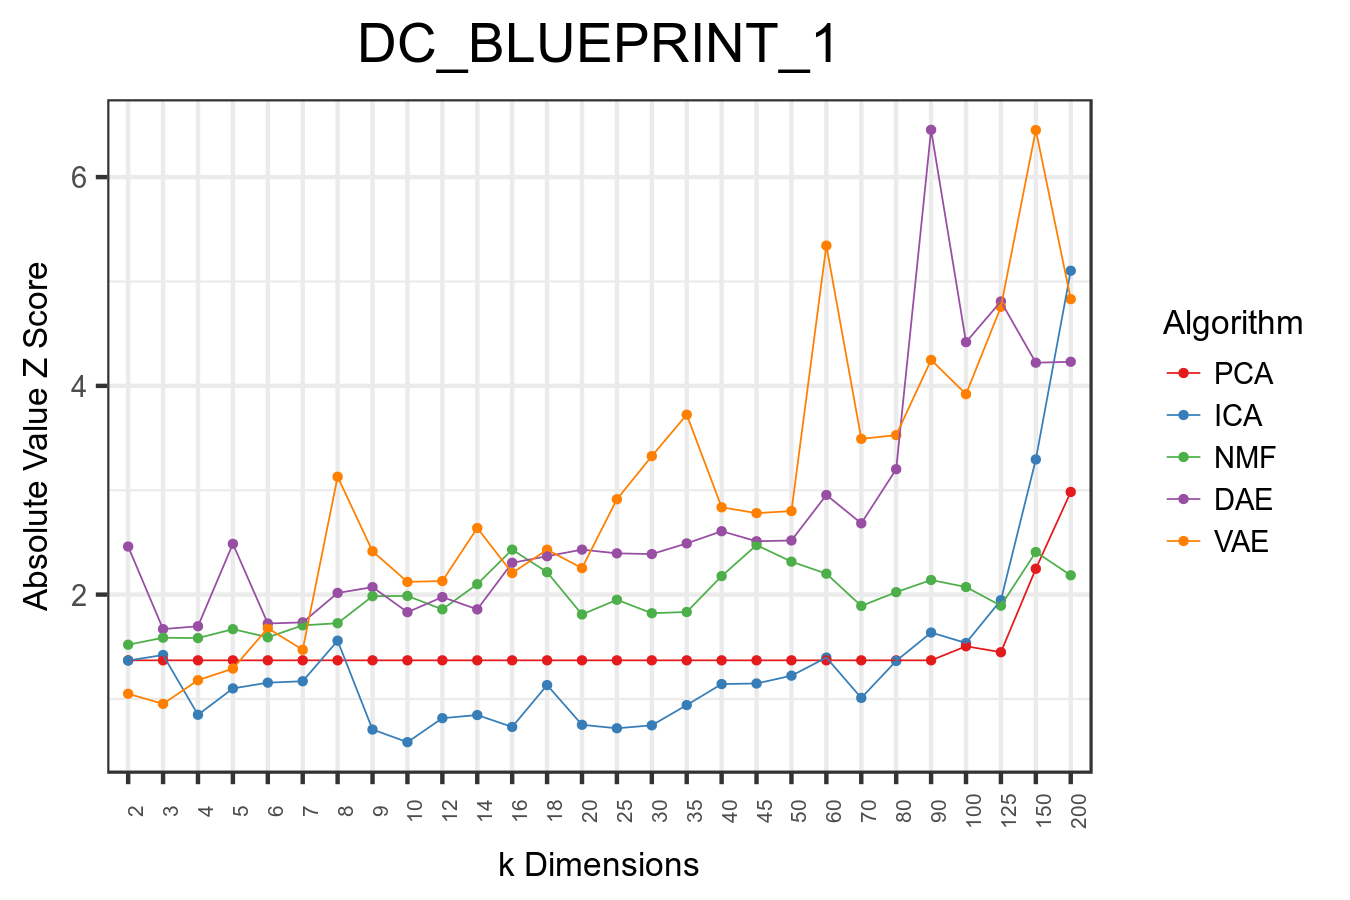 DC_BLUEPRINT_1
Absolute Value Z Score
6
4
2
2 3 4 5 6 7 8 9 10 12 14 16 18 20 25 30 35 40 45 50 60 70 80 90 100 125 150 200
k Dimensions
Algorithm
PCA
ICA
NMF
DAE
VAE